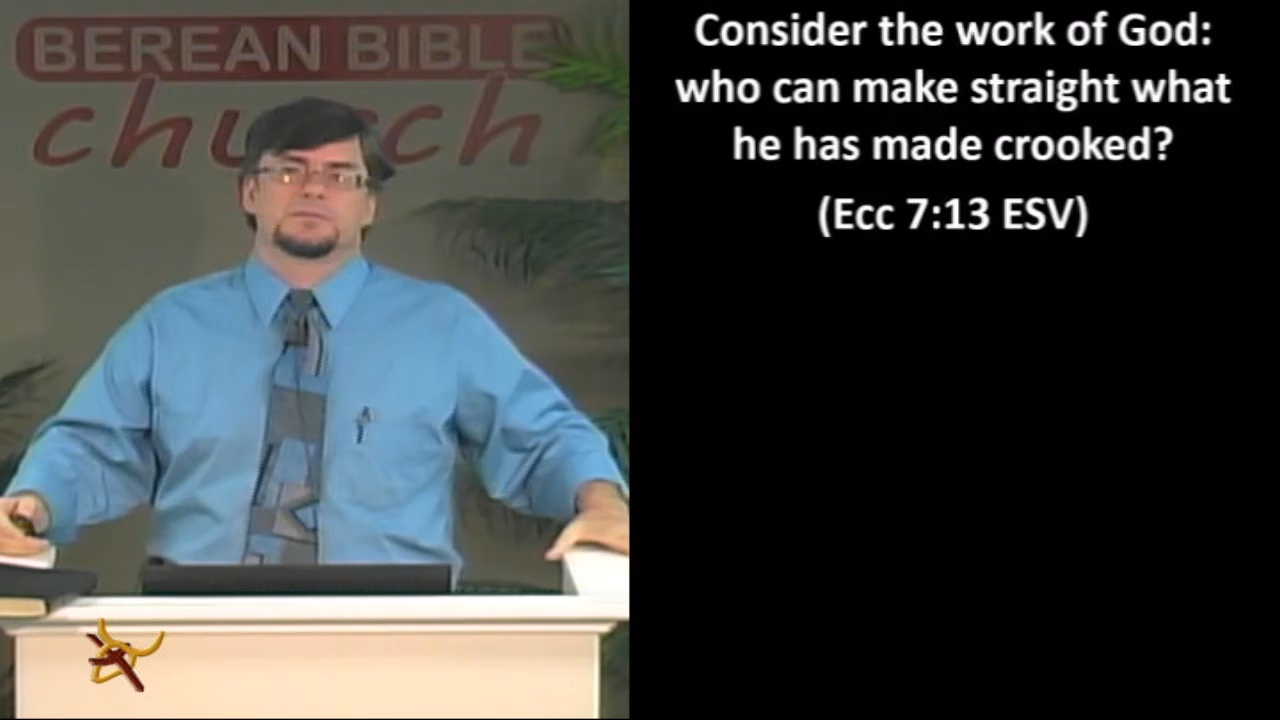 BEREAN BIBLE
church
Consider the work of God:
who can make straight what
he has made crooked?
(Ecc 7:13 ESV)